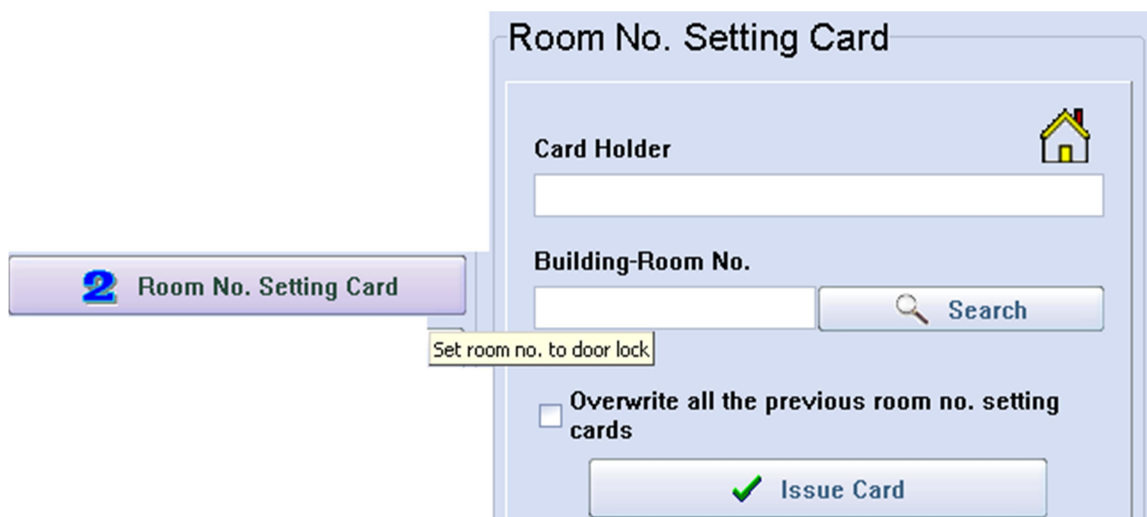 Room No. Setting Card
Card Holder
Building-Room No.
2 Room No. Setting Card
Search
Set room no. to door lock
Overwrite all the previous room no. setting
cards
Issue Card